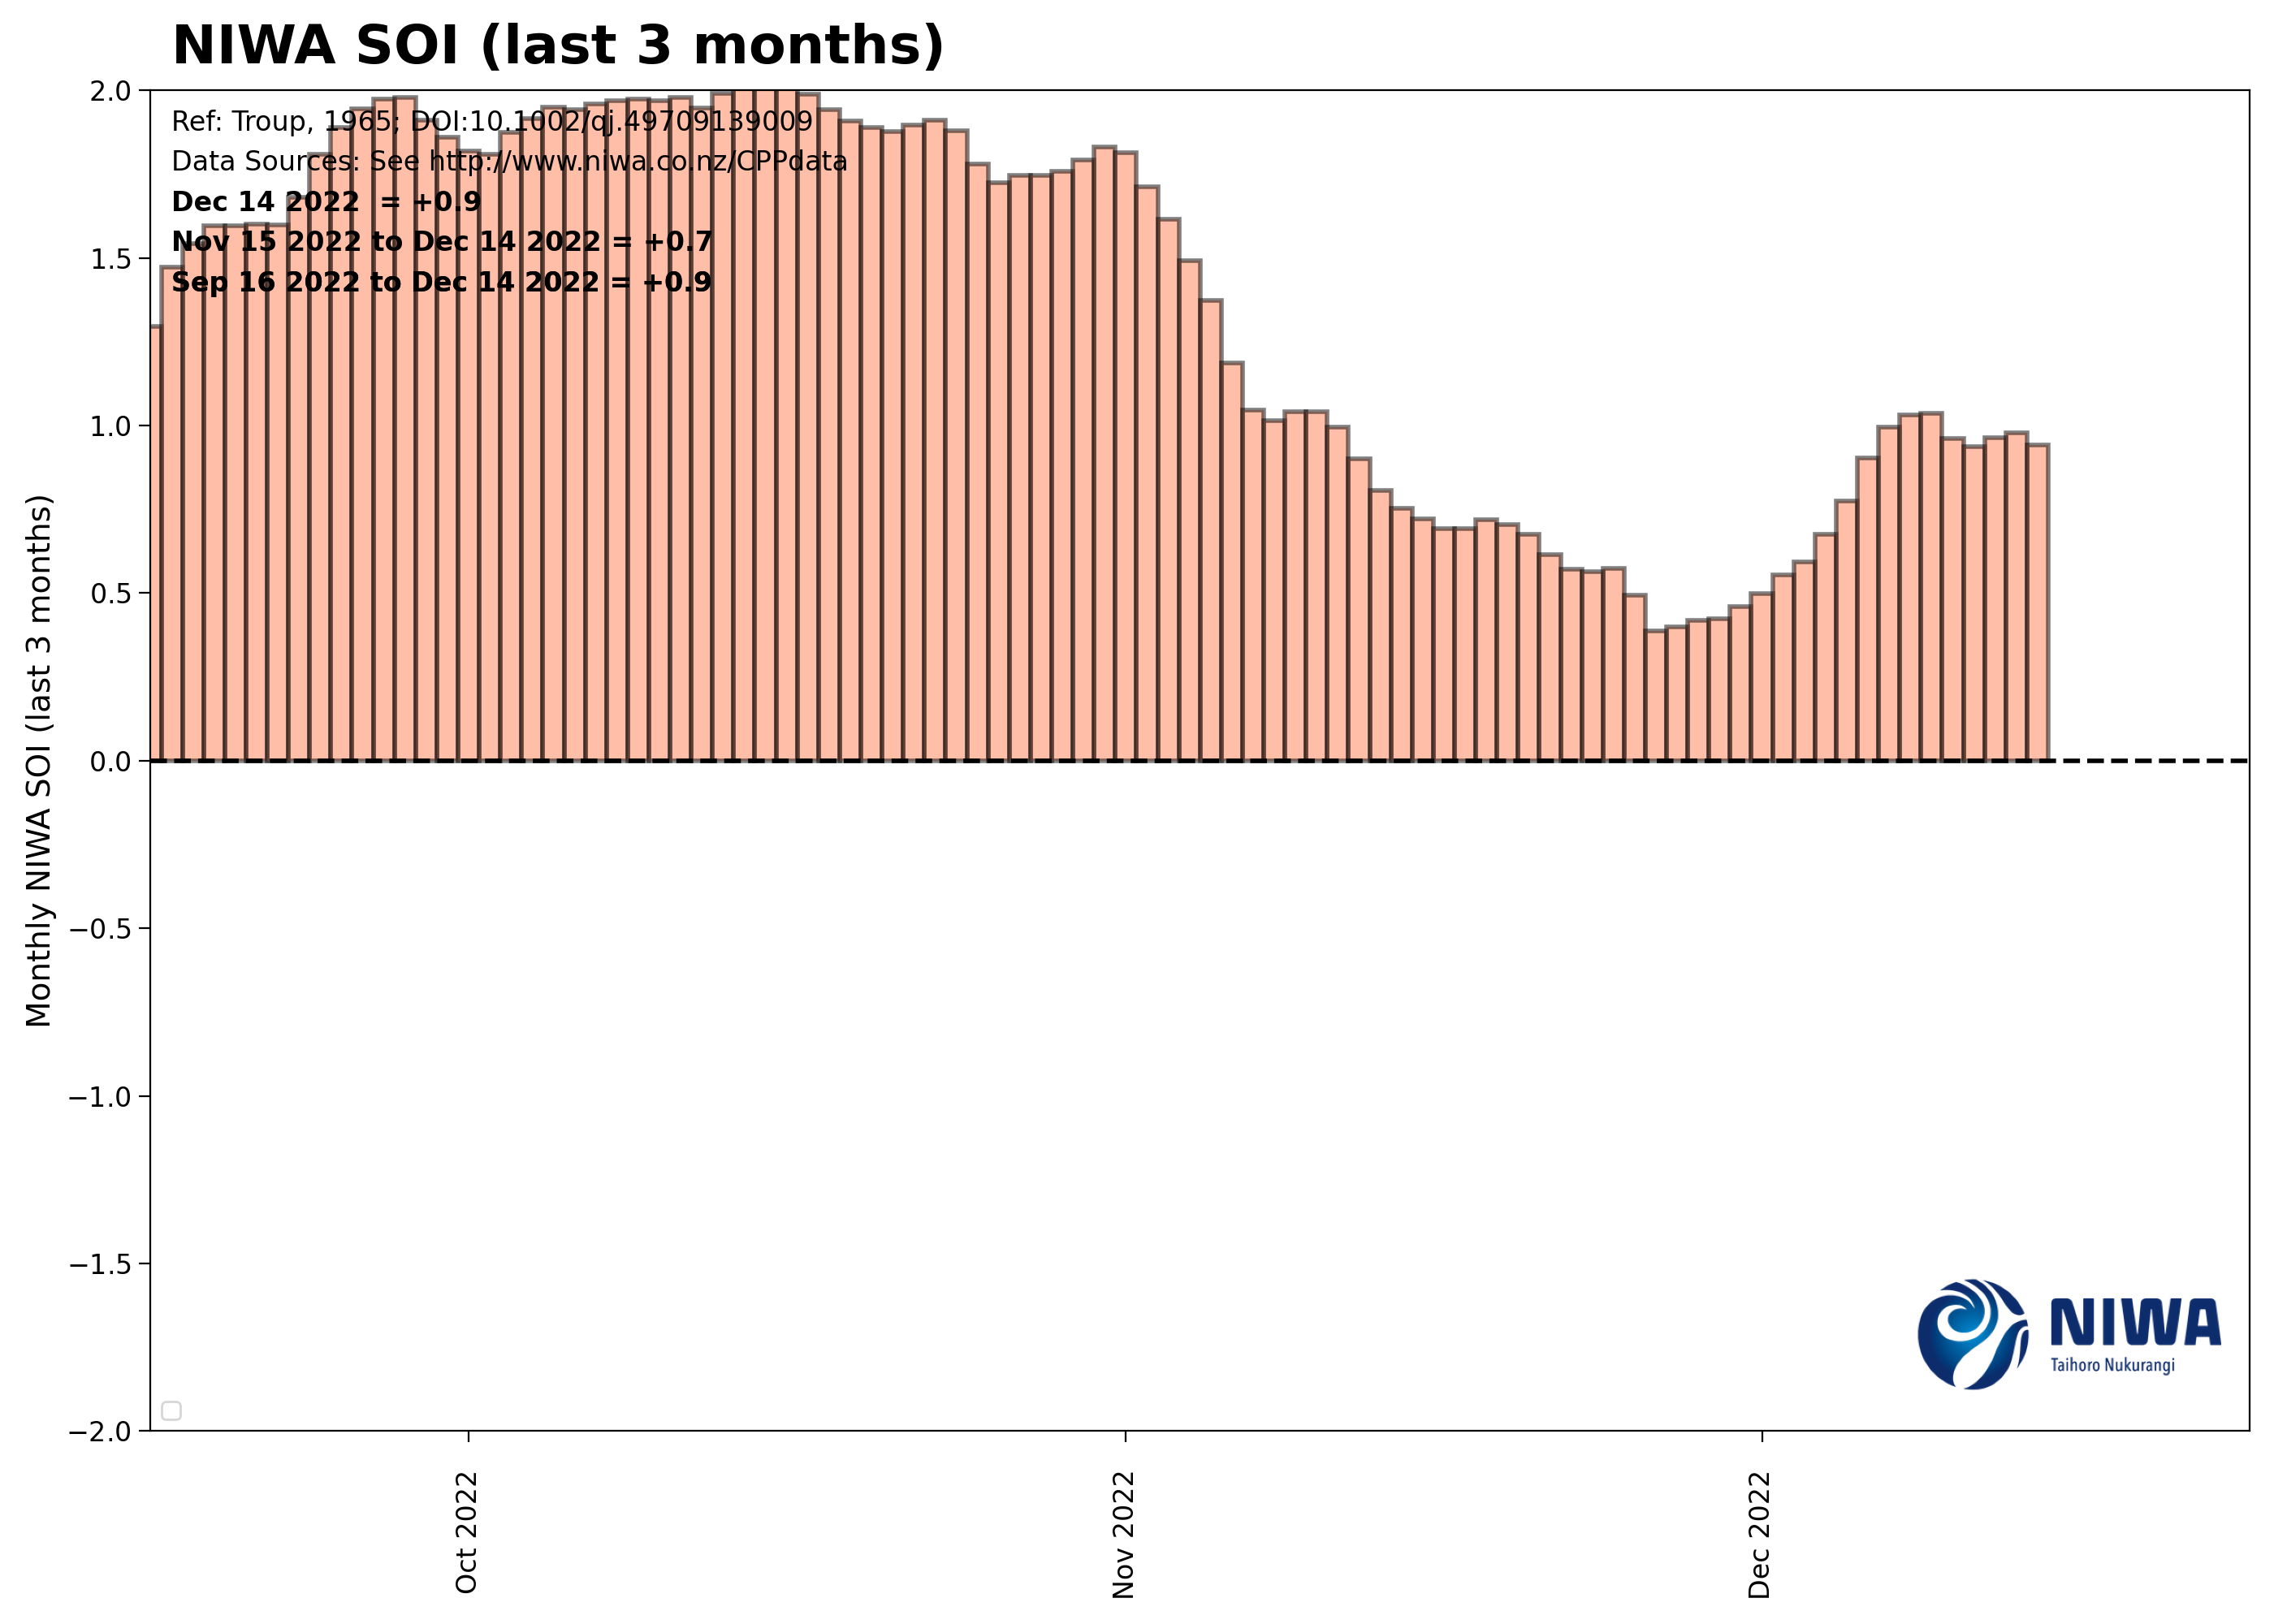 NIWA SOI (last 3 months)
Ref: Troup, 1965; DOI:10.1002/qj.49709139009
Data Sources: See http://www.niwa.co.nz/CPPdata
Dec 14 2022  = +0.9
Nov 15 2022 to Dec 14 2022 = +0.7
Sep 16 2022 to Dec 14 2022 = +0.9
Monthly NIWA SOI (last 3 months)
2.0
1.5
1.0
0.5
0.0
−0.5
−1.0
−1.5
−2.0
Oct 2022
Nov 2022
Dec 2022
NIWA
Taihoro Nukurangi